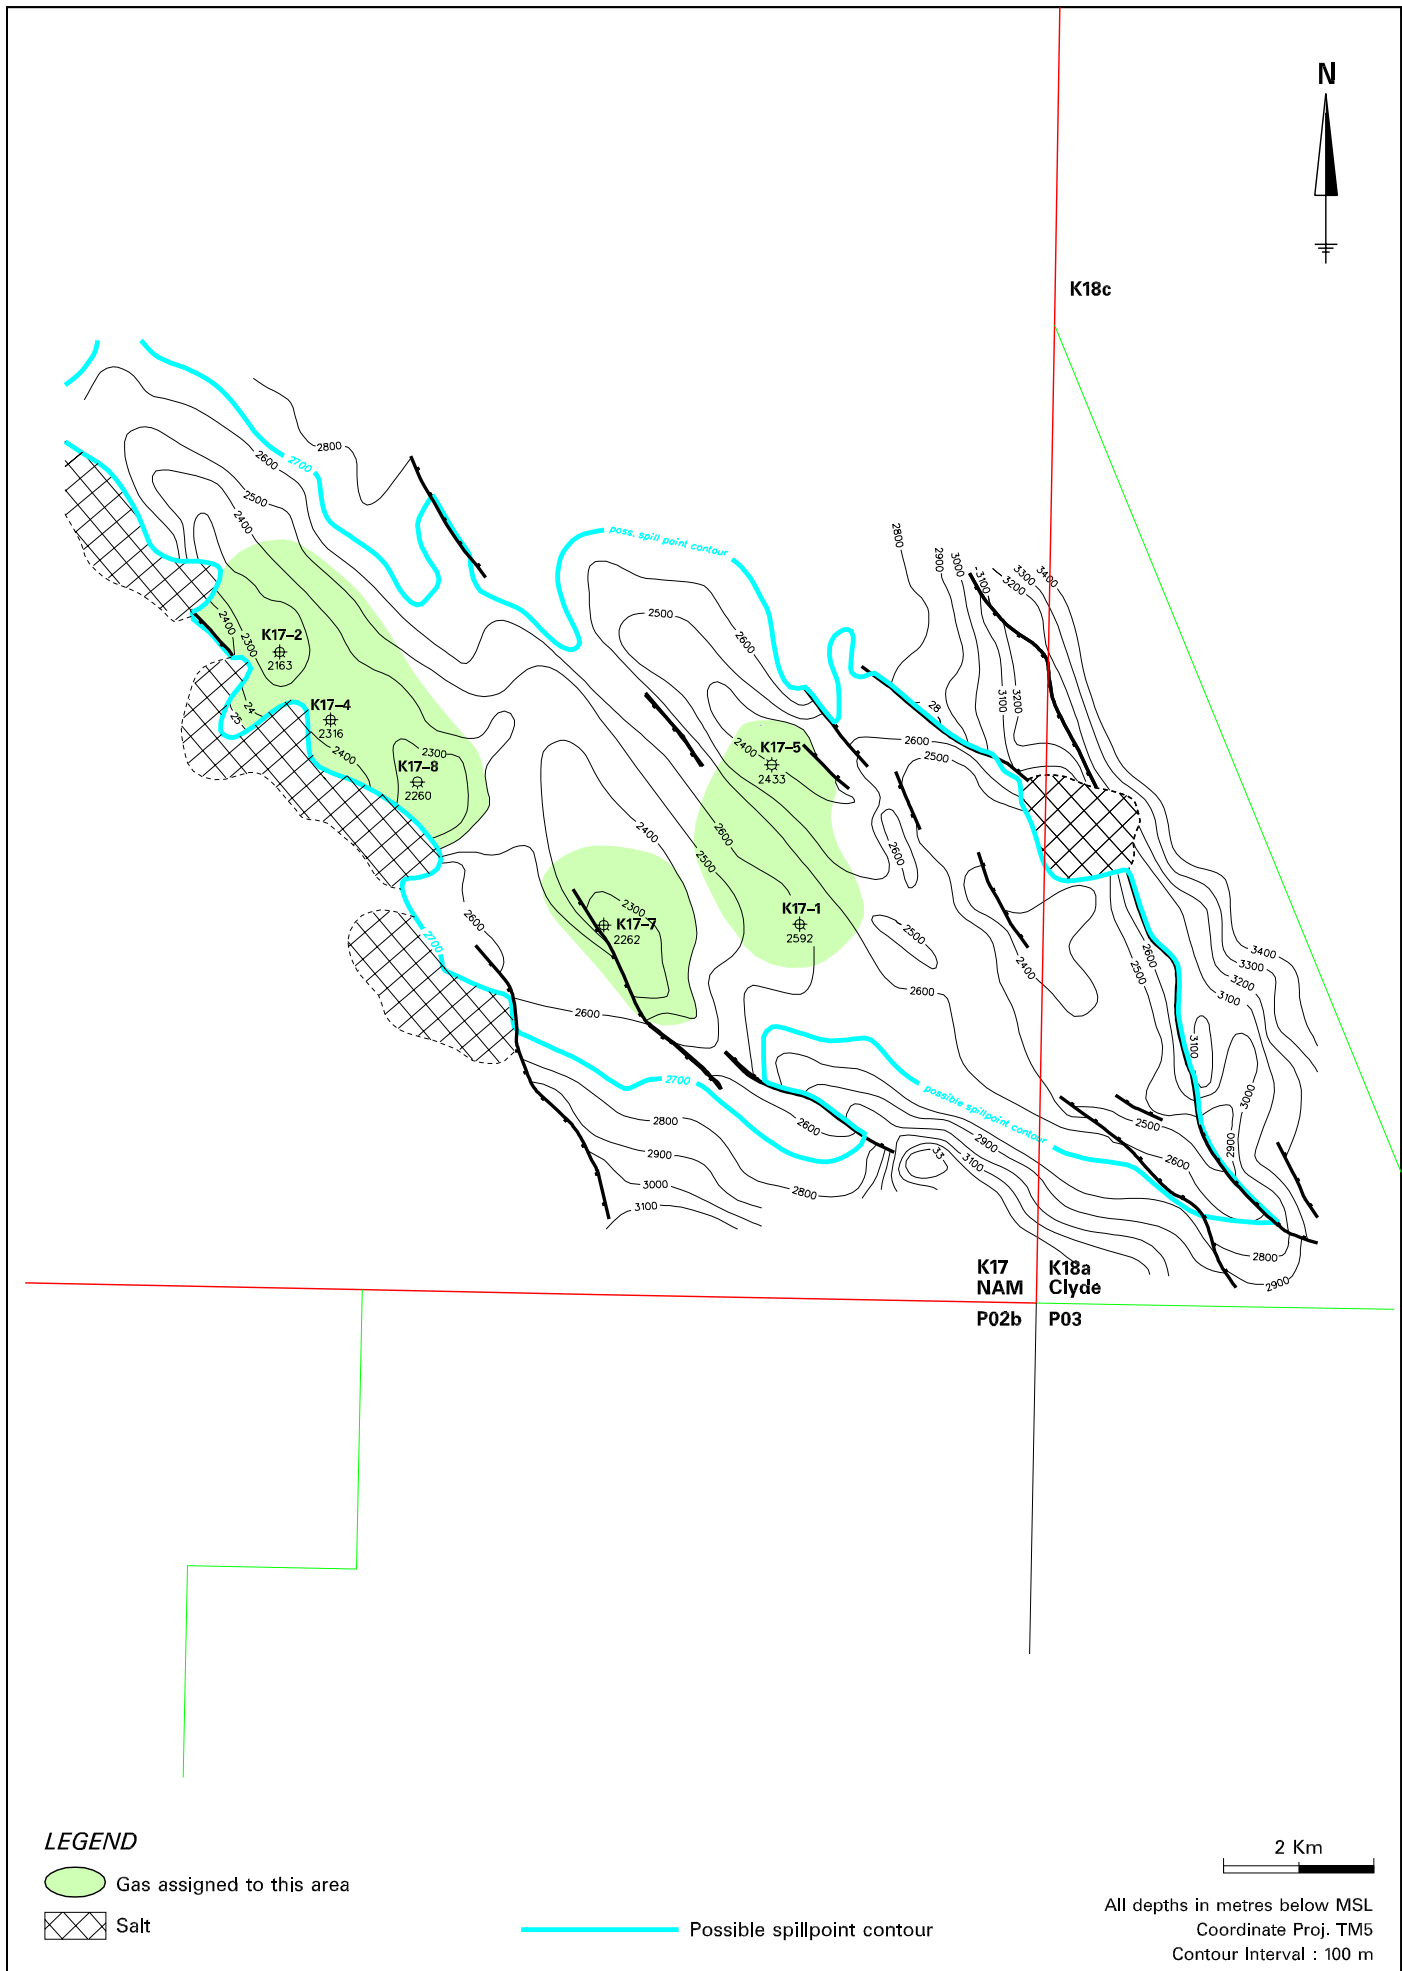 N
K18c
2800
2600
2700
2500
2400
poss. spill point contour
2800
2900
3000
3100
3200
3300
3400
2500
2600
2400
2300
K17–2
2163
K17–4
2316
24
25
2400
2300
K17–8
2260
3100
3200
28
2600
2500
2400
K17–5
2433
2400
2600
2500
2600
2300
K17–7
2262
K17–1
2592
2500
2400
2600
2500
2600
2700
3400
3300
3200
3100
2600
2600
3100
2700
possible spillpoint contour
3000
2800
2600
2900
2500
2900
2900
3100
33
2600
3000
2800
3100
2800
2900
K17
NAM
K18a
Clyde
P02b
P03
LEGEND
Gas assigned to this area
Salt
Possible spillpoint contour
2 Km
All depths in metres below MSL
Coordinate Proj. TM5
Contour Interval : 100 m